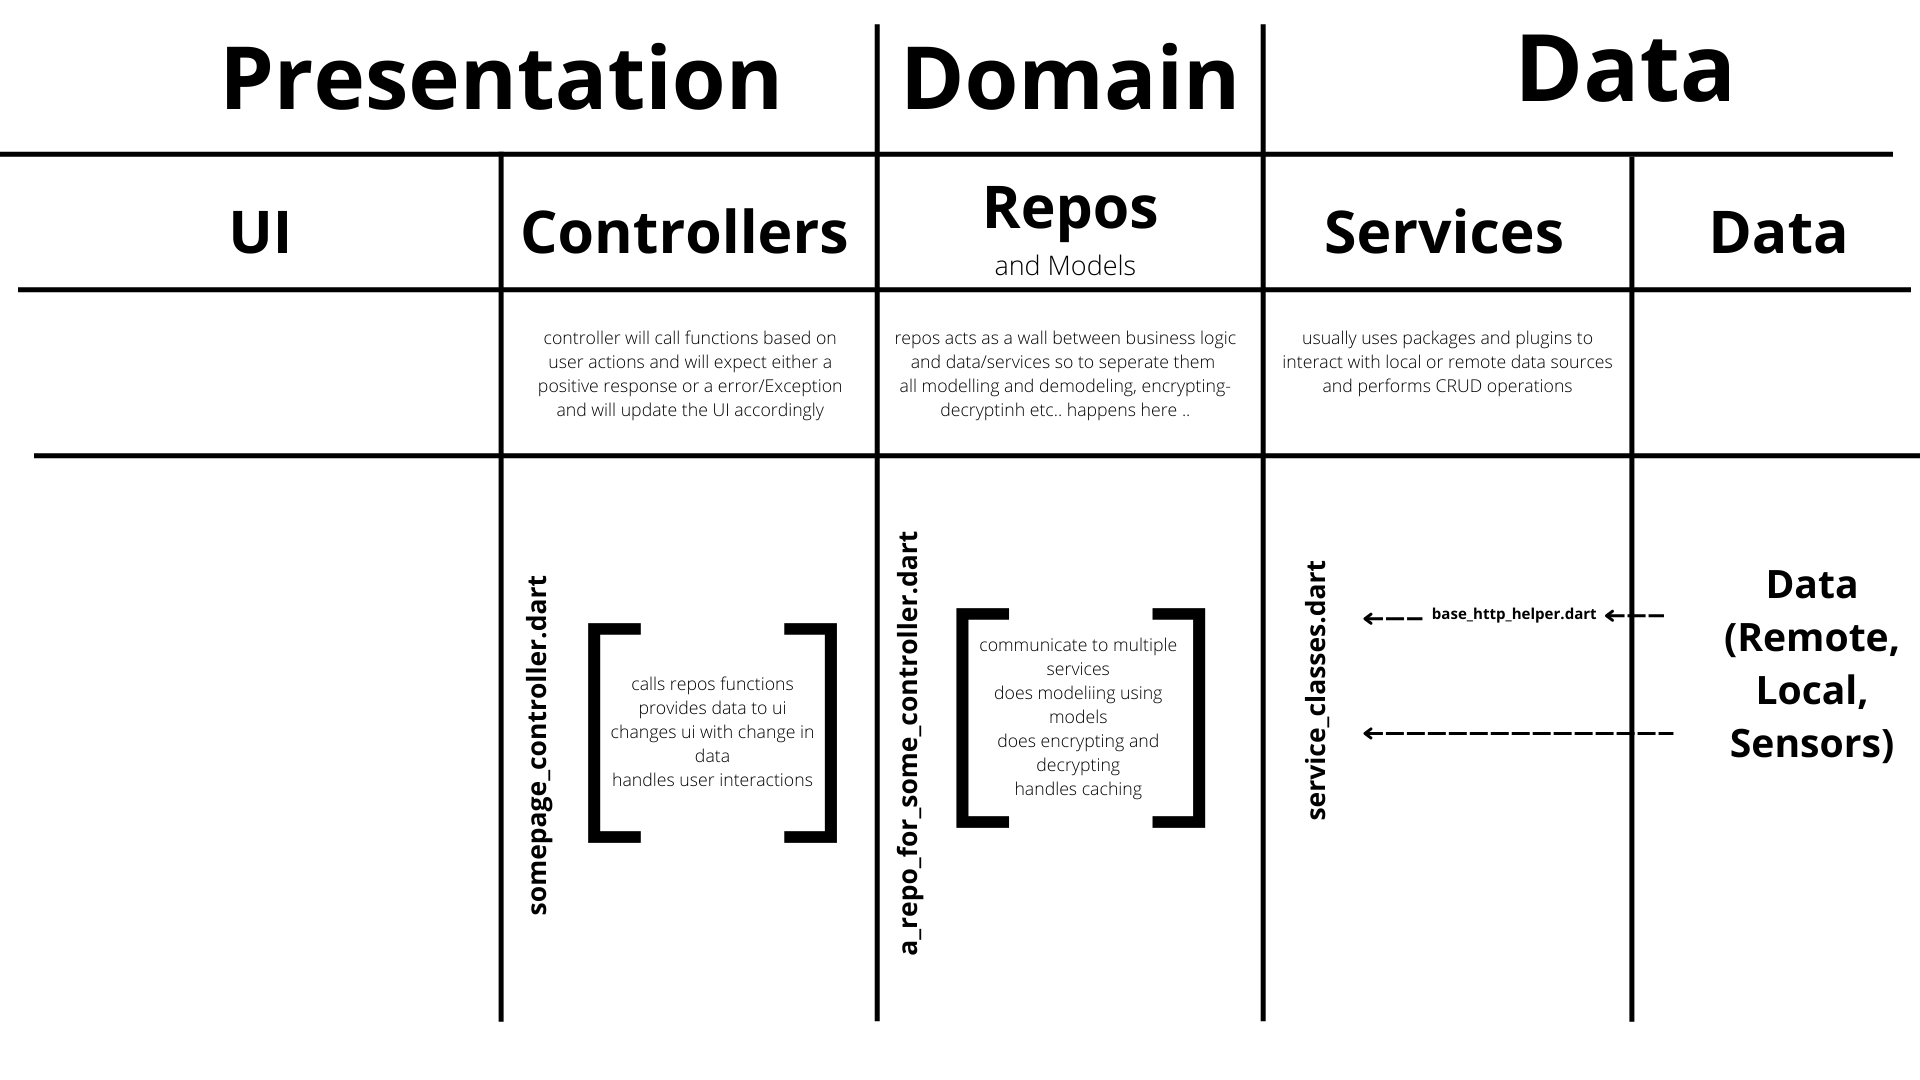 Presentation
Domain
Data
UI
Controllers
Repos
and Models
Services
Data
controller will call functions based on
user actions and will expect either a
positive response or a error/Exception
and will update the UI accordingly
repos acts as a wall between business logic
and data/services so to seperate them
all modelling and demodeling, encrypting-
decryptinh etc.. happens here ..
usually uses packages and plugins to
interact with local or remote data sources
and performs CRUD operations
somepage_controller.dart
calls repos functions
provides data to ui
changes ui with change in
data
handles user interactions
a_repo_for_some_controller.dart
communicate to multiple
services
does modeliing using
models
does encrypting and
decrypting
handles caching
service_classes.dart
base_http_helper.dart
Data
(Remote,
Local,
Sensors)